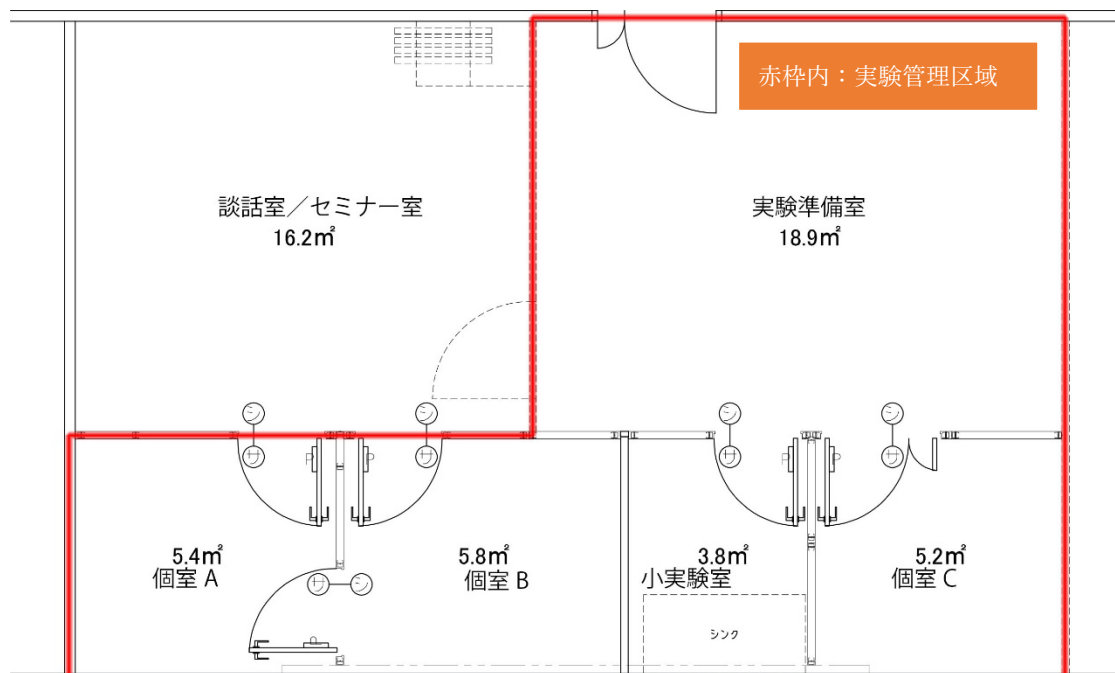 赤枠内：実験管理区域
談話室／セミナー室
16.2㎡
実験準備室
18.9㎡
シ
シ
シ
シ
サ
サ
サ
サ
5.4㎡
個室 A
5.8㎡
個室 B
3.8㎡
小実験室
5.2㎡
個室 C
サ
シ
シンク